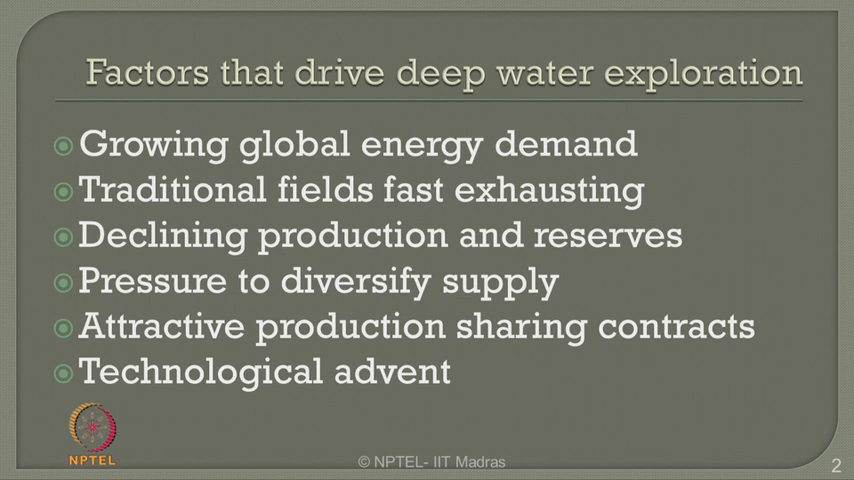 Factors that drive deep water exploration
Growing global energy demand
Traditional fields fast exhausting
Declining production and reserves
Pressure to diversify supply
Attractive production sharing contracts
Technological advent
NPTEL
© NPTEL- IIT Madras
2